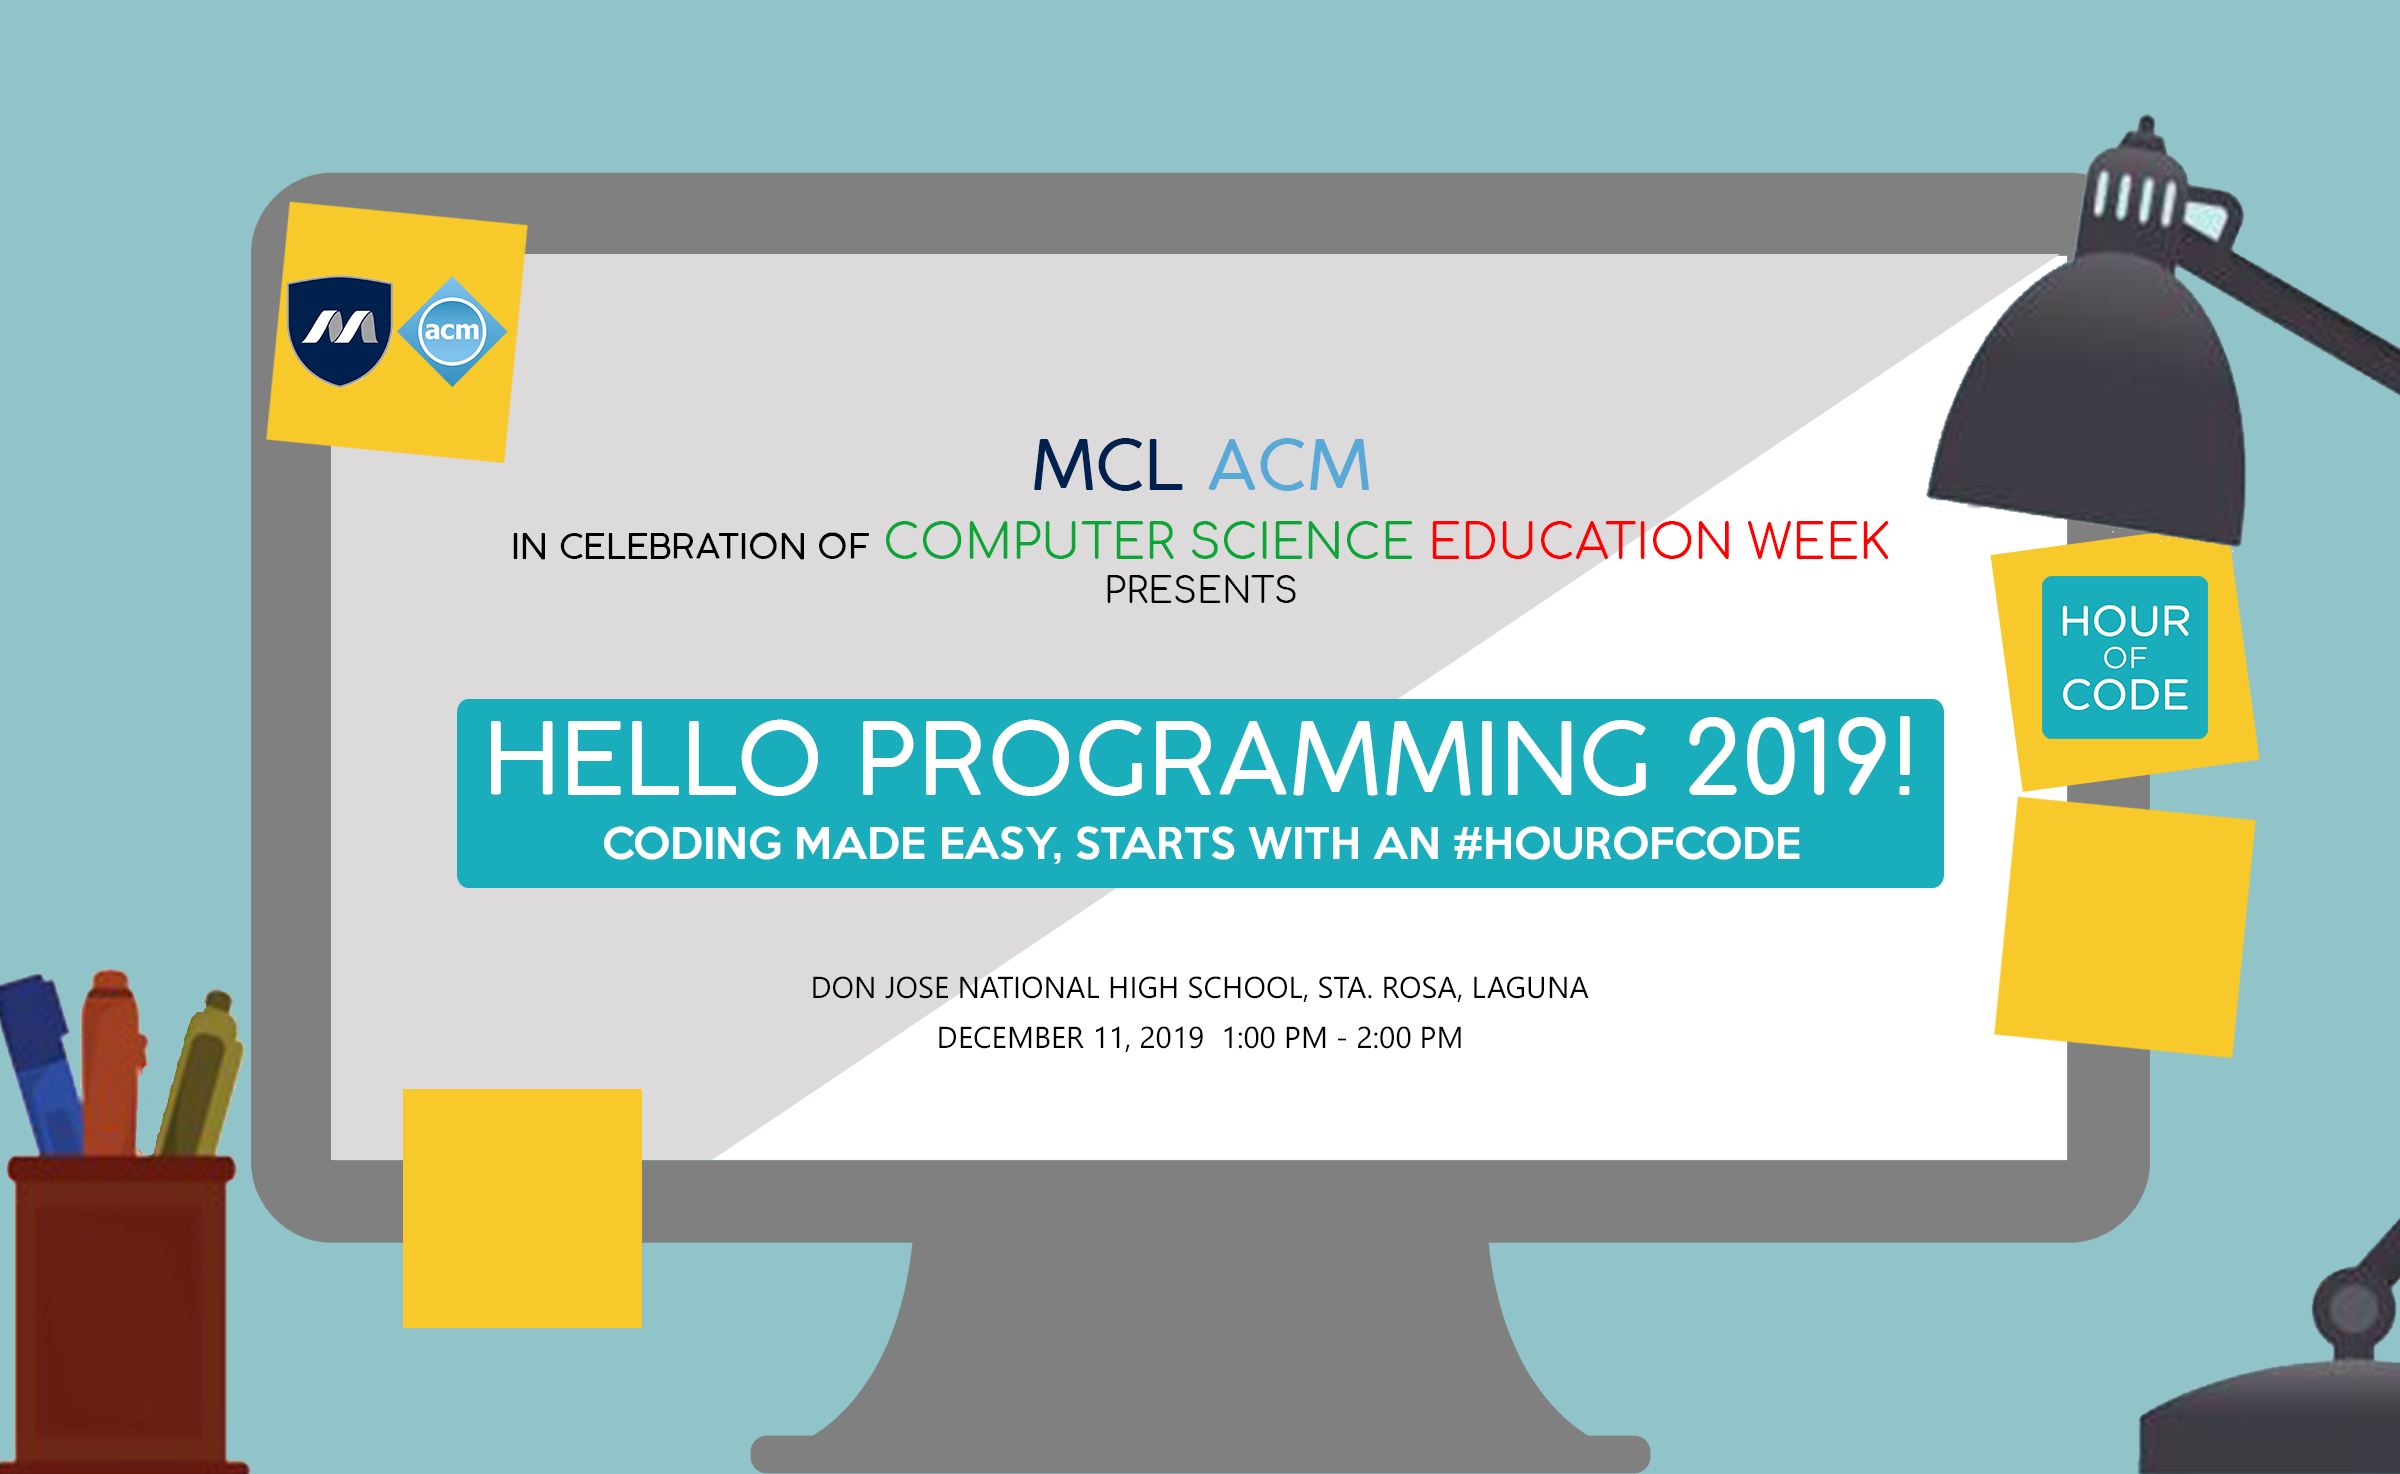 acm
MCL ACM
IN CELEBRATION OF COMPUTER SCIENCE EDUCATION WEEK
PRESENTS
HOUR
OF
CODE
HELLO PROGRAMMING 2019!
CODING MADE EASY, STARTS WITH AN #HOUROFCODE
DON JOSE NATIONAL HIGH SCHOOL, STA. ROSA, LAGUNA
DECEMBER 11, 2019  1:00 PM - 2:00 PM